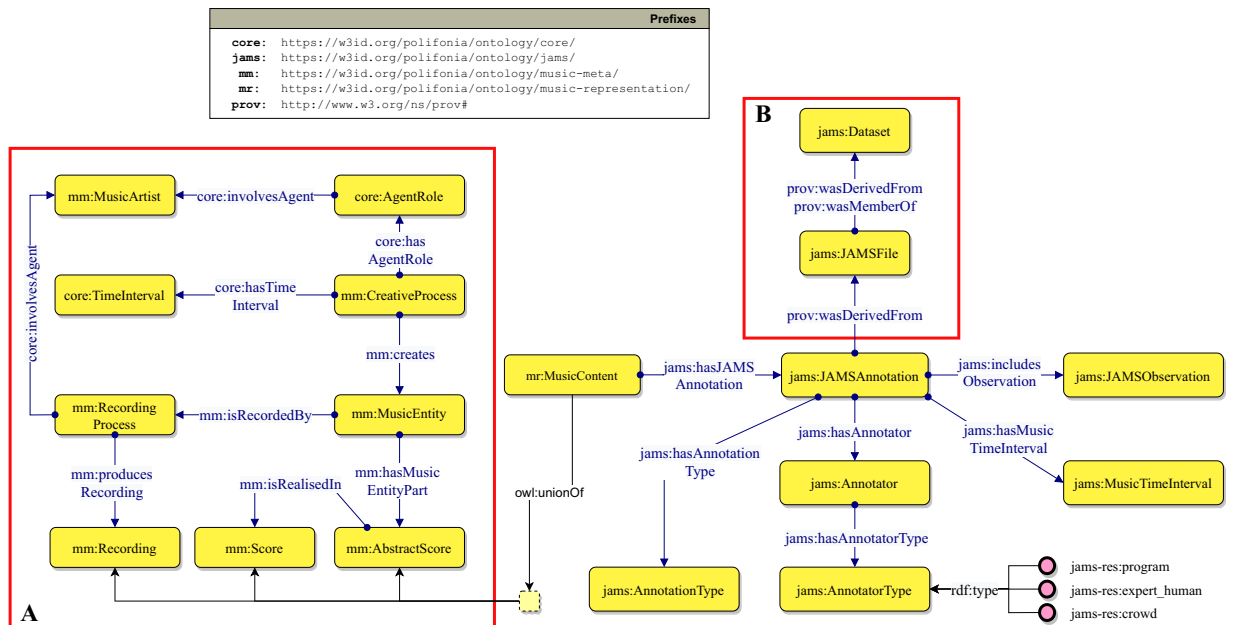 Prefixes
core: https://w3id.org/polifonia/ontology/core/
jams: https://w3id.org/polifonia/ontology/jams/
mm: https://w3id.org/polifonia/ontology/music-meta/
mr: https://w3id.org/polifonia/ontology/music-representation/
prov: http://www.w3.org/ns/prov#
A
mm:MusicArtist
core:involvesAgent
core:AgentRole
core:has
AgentRole
core:involvesAgent
core:TimeInterval
core:hasTime
Interval
mm:CreativeProcess
mm:creates
mm:Recording
Process
mm:isRecordedBy
mm:MusicEntity
mm:produces
Recording
mm:isRealisedIn
mm:hasMusic
EntityPart
mm:Recording
mm:Score
mm:AbstractScore
B
jams:Dataset
prov:wasDerivedFrom
prov:wasMemberOf
jams:JAMSFile
prov:wasDerivedFrom
mr:MusicContent
jams:hasJAMS
Annotation
jams:JAMSAnnotation
jams:includes
Observation
jams:JAMSObservation
owl:unionOf
jams:hasAnnotation
Type
jams:hasAnnotator
jams:hasMusic
TimeInterval
jams:Annotator
jams:MusicTimeInterval
jams:hasAnnotatorType
jams:AnnotationType
jams:AnnotatorType
rdf:type
jams-res:program
jams-res:expert_human
jams-res:crowd